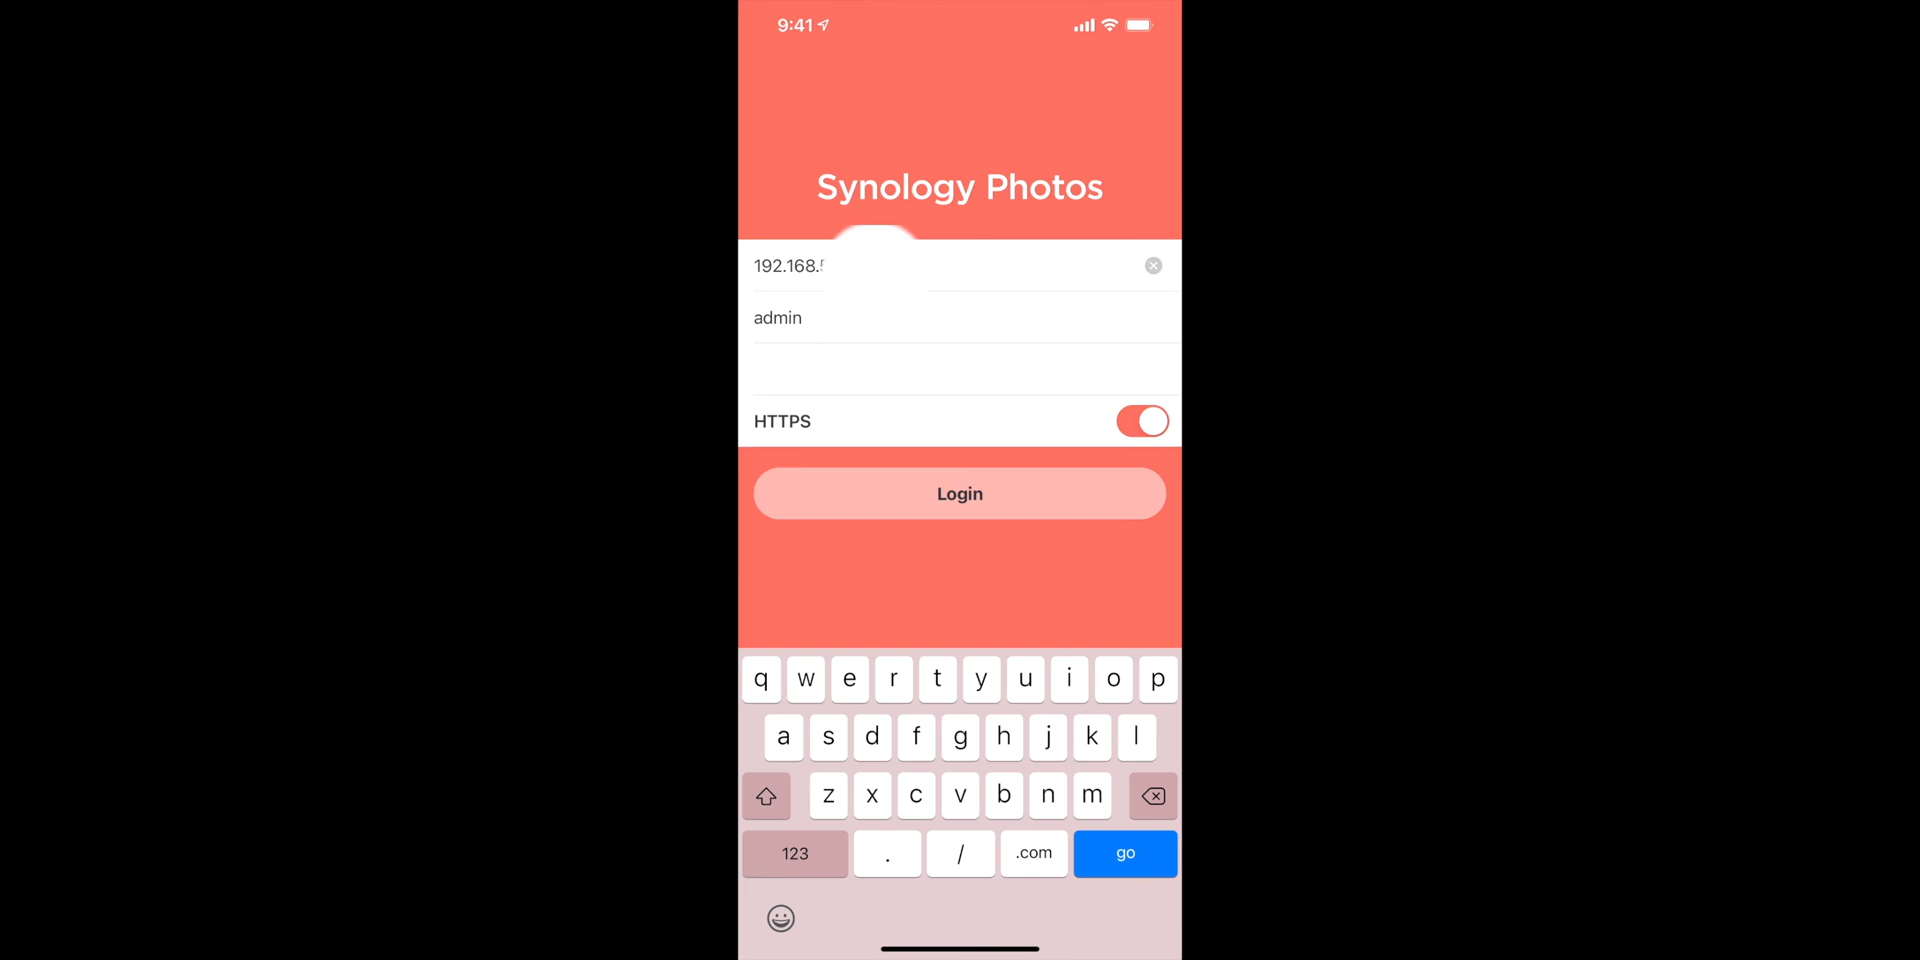 9:41
Synology Photos
192.168.
admin
HTTPS
Login
q w e r t y u i o p
a s d f g h j k l
z x c v b n m
123 . / .com go